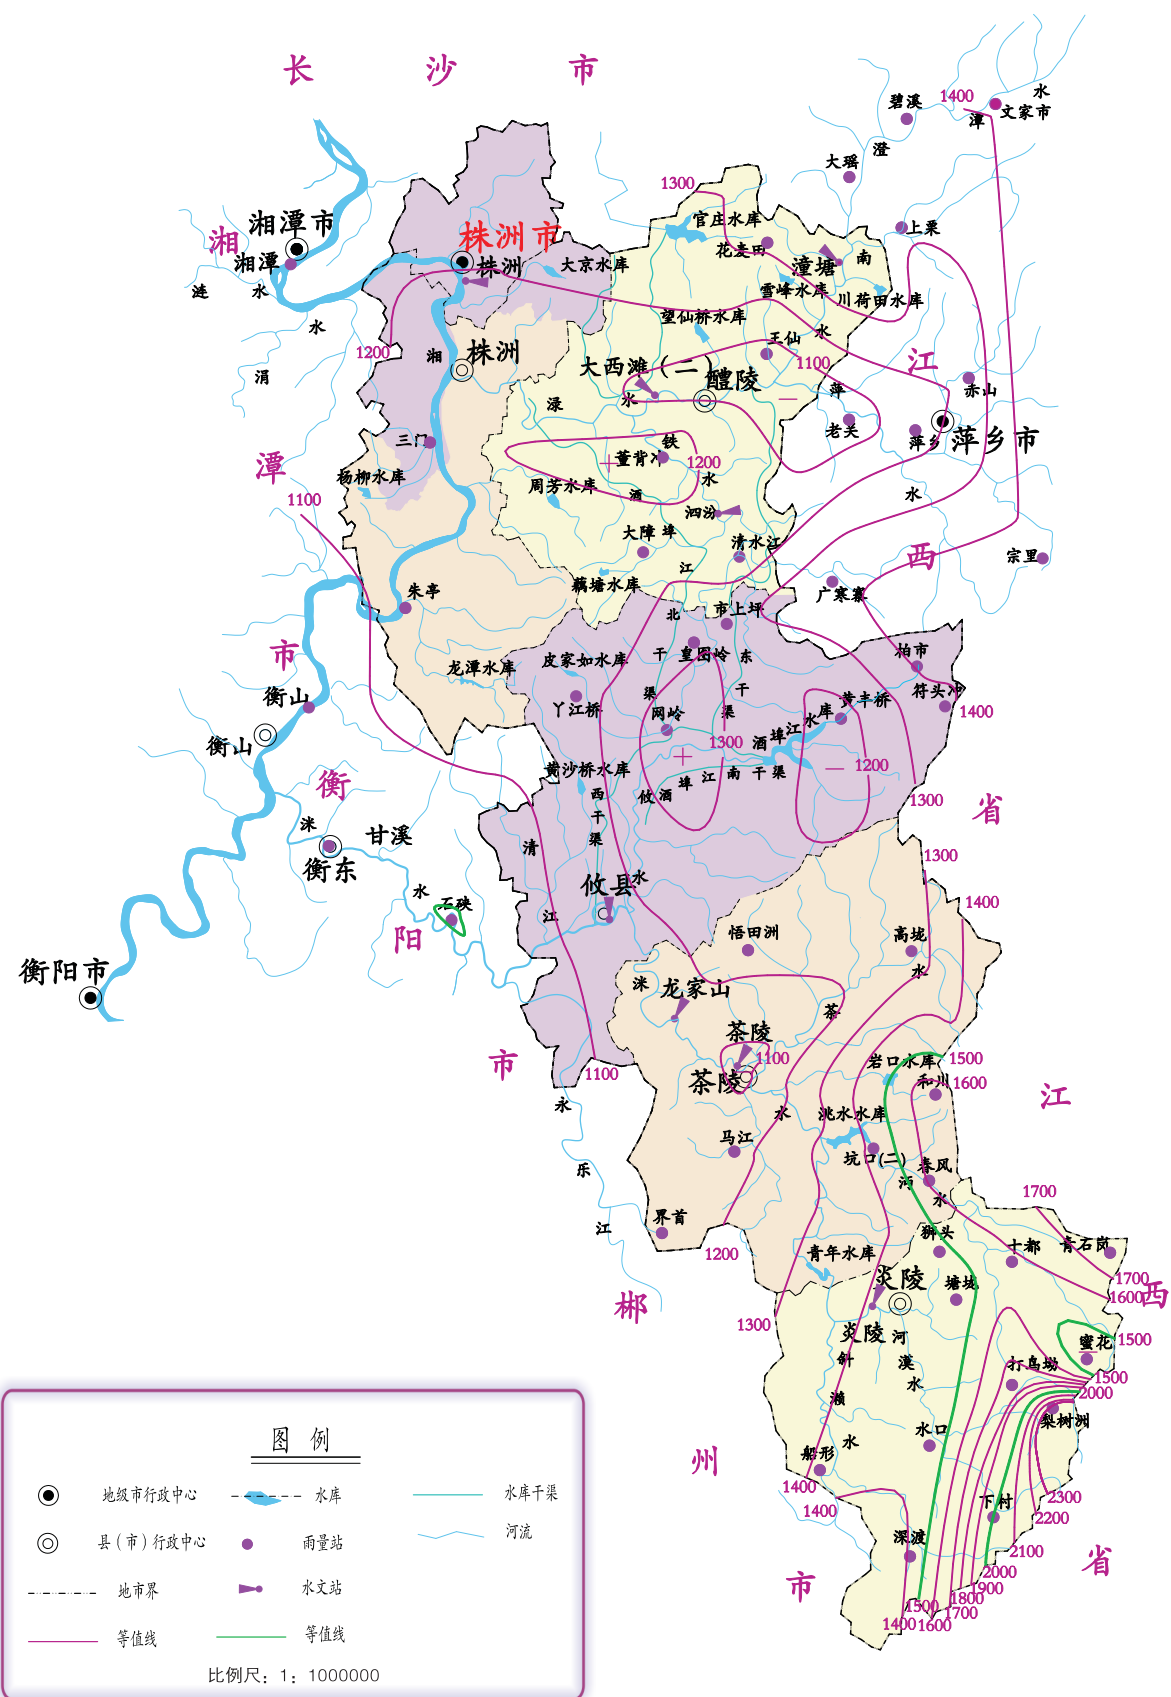 长 沙 市
碧溪
1400
水
文家市
潭
澄
大瑶
1300
官庄水库
上栗
湘潭市
湘
株洲市
花麦田
南
潼塘
湘潭
株洲
大京水库
涟
水
雪峰水库
川荷田水库
水
望仙桥水库
水
王仙
1200
湘
株洲
大西滩（二）
醴陵
1100
江
涓
萍
赤山
渌
水
三门
铁
老关
萍乡
萍乡市
潭
杨柳水库
董背冲
1200
周芳水库
水
1100
酒
泗汾
水
大障
埠
清水江
西
宗里
江
藕塘水库
广寒寨
朱亭
北
市上坪
市
龙潭水库
皮家如水库
干
皇图岭
东
柏市
衡山
丫江桥
渠
干
符头冲
网岭
渠
黄丰桥
1400
衡山
1300
酒埠江水库
黄沙桥水库
1200
衡
西
攸酒埠江南干渠
干
1300
省
洣
甘溪
渠
清
衡东
1300
攸县
水
水
石硖
1400
江
阳
悟田洲
高垅
衡阳市
水
洣
龙家山
茶
茶陵
市
1100
岩口水库
1500
1100
茶陵
和川
1600
永
江
水
洮水水库
马江
坑口(二)
春风
乐
沔
水
1700
界首
江
狮头
1200
青年水库
十都
青石岗
炎陵
塘垅
1700
1600
西
郴
1300
炎陵
河
蜜花
1500
斜
漠
打鸟坳
水
1500
2000
濑
梨树洲
水口
水
船形
州
1400
1400
下村
2300
2200
深渡
2100
省
2000
市
1900
1800
1500
1700
1400
1600
图 例
地级市行政中心
水库
水库干渠
县（市）行政中心
雨量站
河流
地市界
水文站
等值线
等值线
比例尺：1：1000000